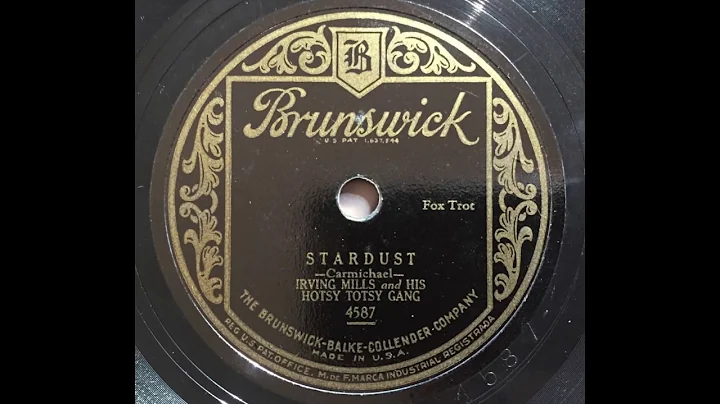 B
Brunswick
U S PAT 1,637,544
Fox Trot
STARDUST
—Carmichael—
IRVING MILLS and HIS
HOTSY TOTSY GANG
4587
THE BRUNSWICK-BALKE-COLLENDER-COMPANY
MADE IN U.S.A.
REG. U.S. PAT. OFFICE. M. DE F. MARCA INDUSTRIAL REGISTRADA
4587